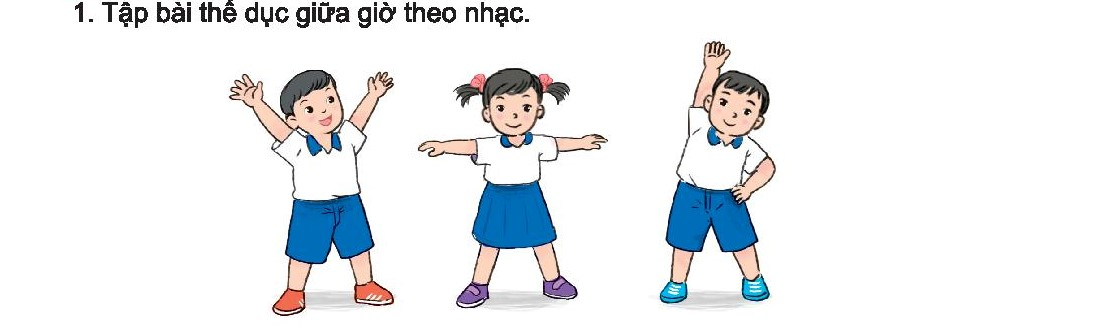 1. Tập bài thể dục giữa giờ theo nhạc.